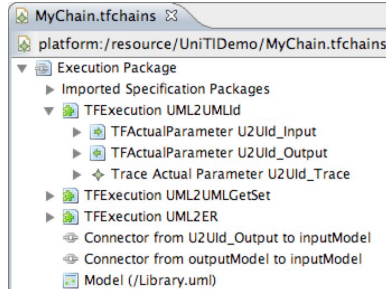 MyChain.tfchains
platform:/resource/UniTIDemo/MyChain.tfchains
Execution Package
Imported Specification Packages
TFExecution UML2UMLId
TFActualParameter U2UId_Input
TFActualParameter U2UId_Output
Trace Actual Parameter U2UId_Trace
TFExecution UML2UMLGetSet
TFExecution UML2ER
Connector from U2UId_Output to inputModel
Connector from outputModel to inputModel
Model (/Library.uml)